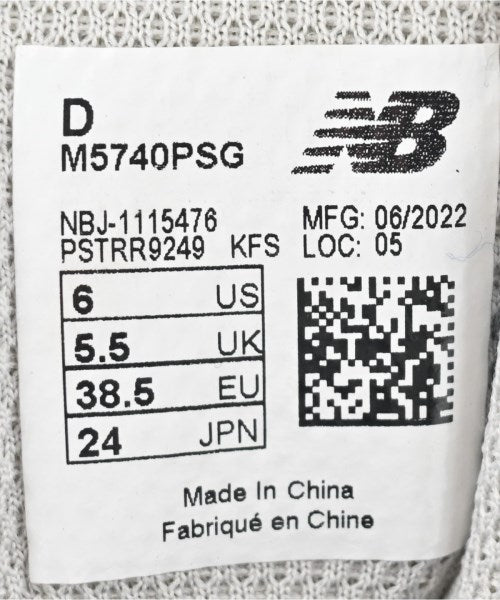 D
M5740PSG
NB
NBJ-1115476
PSTRR9249 KFS
MFG: 06/2022
LOC: 05
6 US
5.5 UK
38.5 EU
24 JPN
Made In China
Fabriqué en Chine